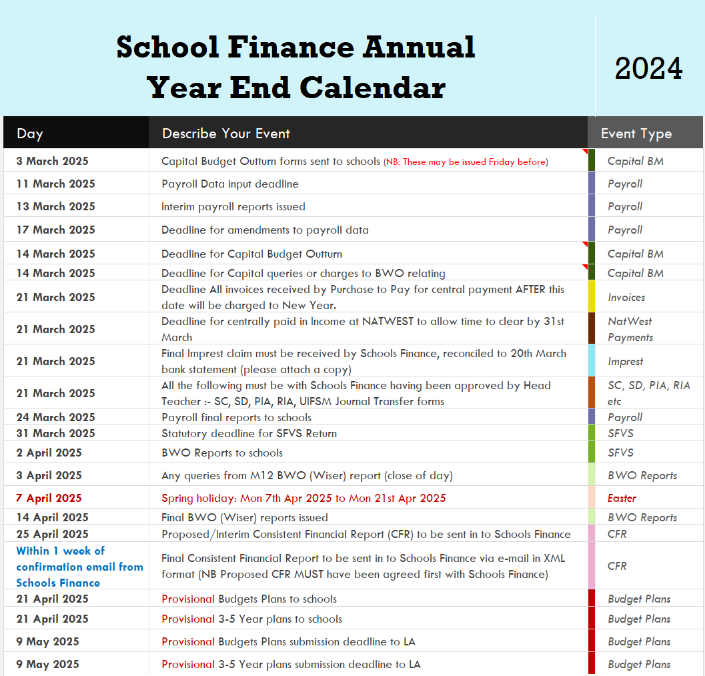 School Finance Annual
Year End Calendar
2024
Day Describe Your Event Event Type
3 March 2025 Capital Budget Outturn forms sent to schools (NB: These may be issued Friday before) Capital BM
11 March 2025 Payroll Data input deadline Payroll
13 March 2025 Interim payroll reports issued Payroll
17 March 2025 Deadline for amendments to payroll data Payroll
14 March 2025 Deadline for Capital Budget Outturn Capital BM
14 March 2025 Deadline for Capital queries or charges to BWO relating Capital BM
21 March 2025 Deadline All invoices received by Purchase to Pay for central payment AFTER this
date will be charged to New Year. Invoices
21 March 2025 Deadline for centrally paid in Income at NATWEST to allow time to clear by 31st
March NatWest
Payments
21 March 2025 Final Imprest claim must be received by Schools Finance, reconciled to 20th March
bank statement (please attach a copy) Imprest
21 March 2025 All the following must be with Schools Finance having been approved by Head
Teacher :- SC, SD, PIA, RIA, UIFSM Journal Transfer forms SC, SD, PIA, RIA
etc
24 March 2025 Payroll final reports to schools Payroll
31 March 2025 Statutory deadline for SFVS Return SFVS
2 April 2025 BWO Reports to schools SFVS
3 April 2025 Any queries from M12 BWO (Wiser) report (close of day) BWO Reports
7 April 2025 Spring holiday: Mon 7th Apr 2025 to Mon 21st Apr 2025 Easter
14 April 2025 Final BWO (Wiser) reports issued BWO Reports
25 April 2025 Proposed/Interim Consistent Financial Report (CFR) to be sent in to Schools Finance CFR
Within 1 week of
confirmation email from
Schools Finance
Final Consistent Financial Report to be sent in to Schools Finance via e-mail in XML
format (NB Proposed CFR MUST have been agreed first with Schools Finance) CFR
21 April 2025 Provisional Budgets Plans to schools Budget Plans
21 April 2025 Provisional 3-5 Year plans to schools Budget Plans
9 May 2025 Provisional Budgets Plans submission deadline to LA Budget Plans
9 May 2025 Provisional 3-5 Year plans submission deadline to LA Budget Plans